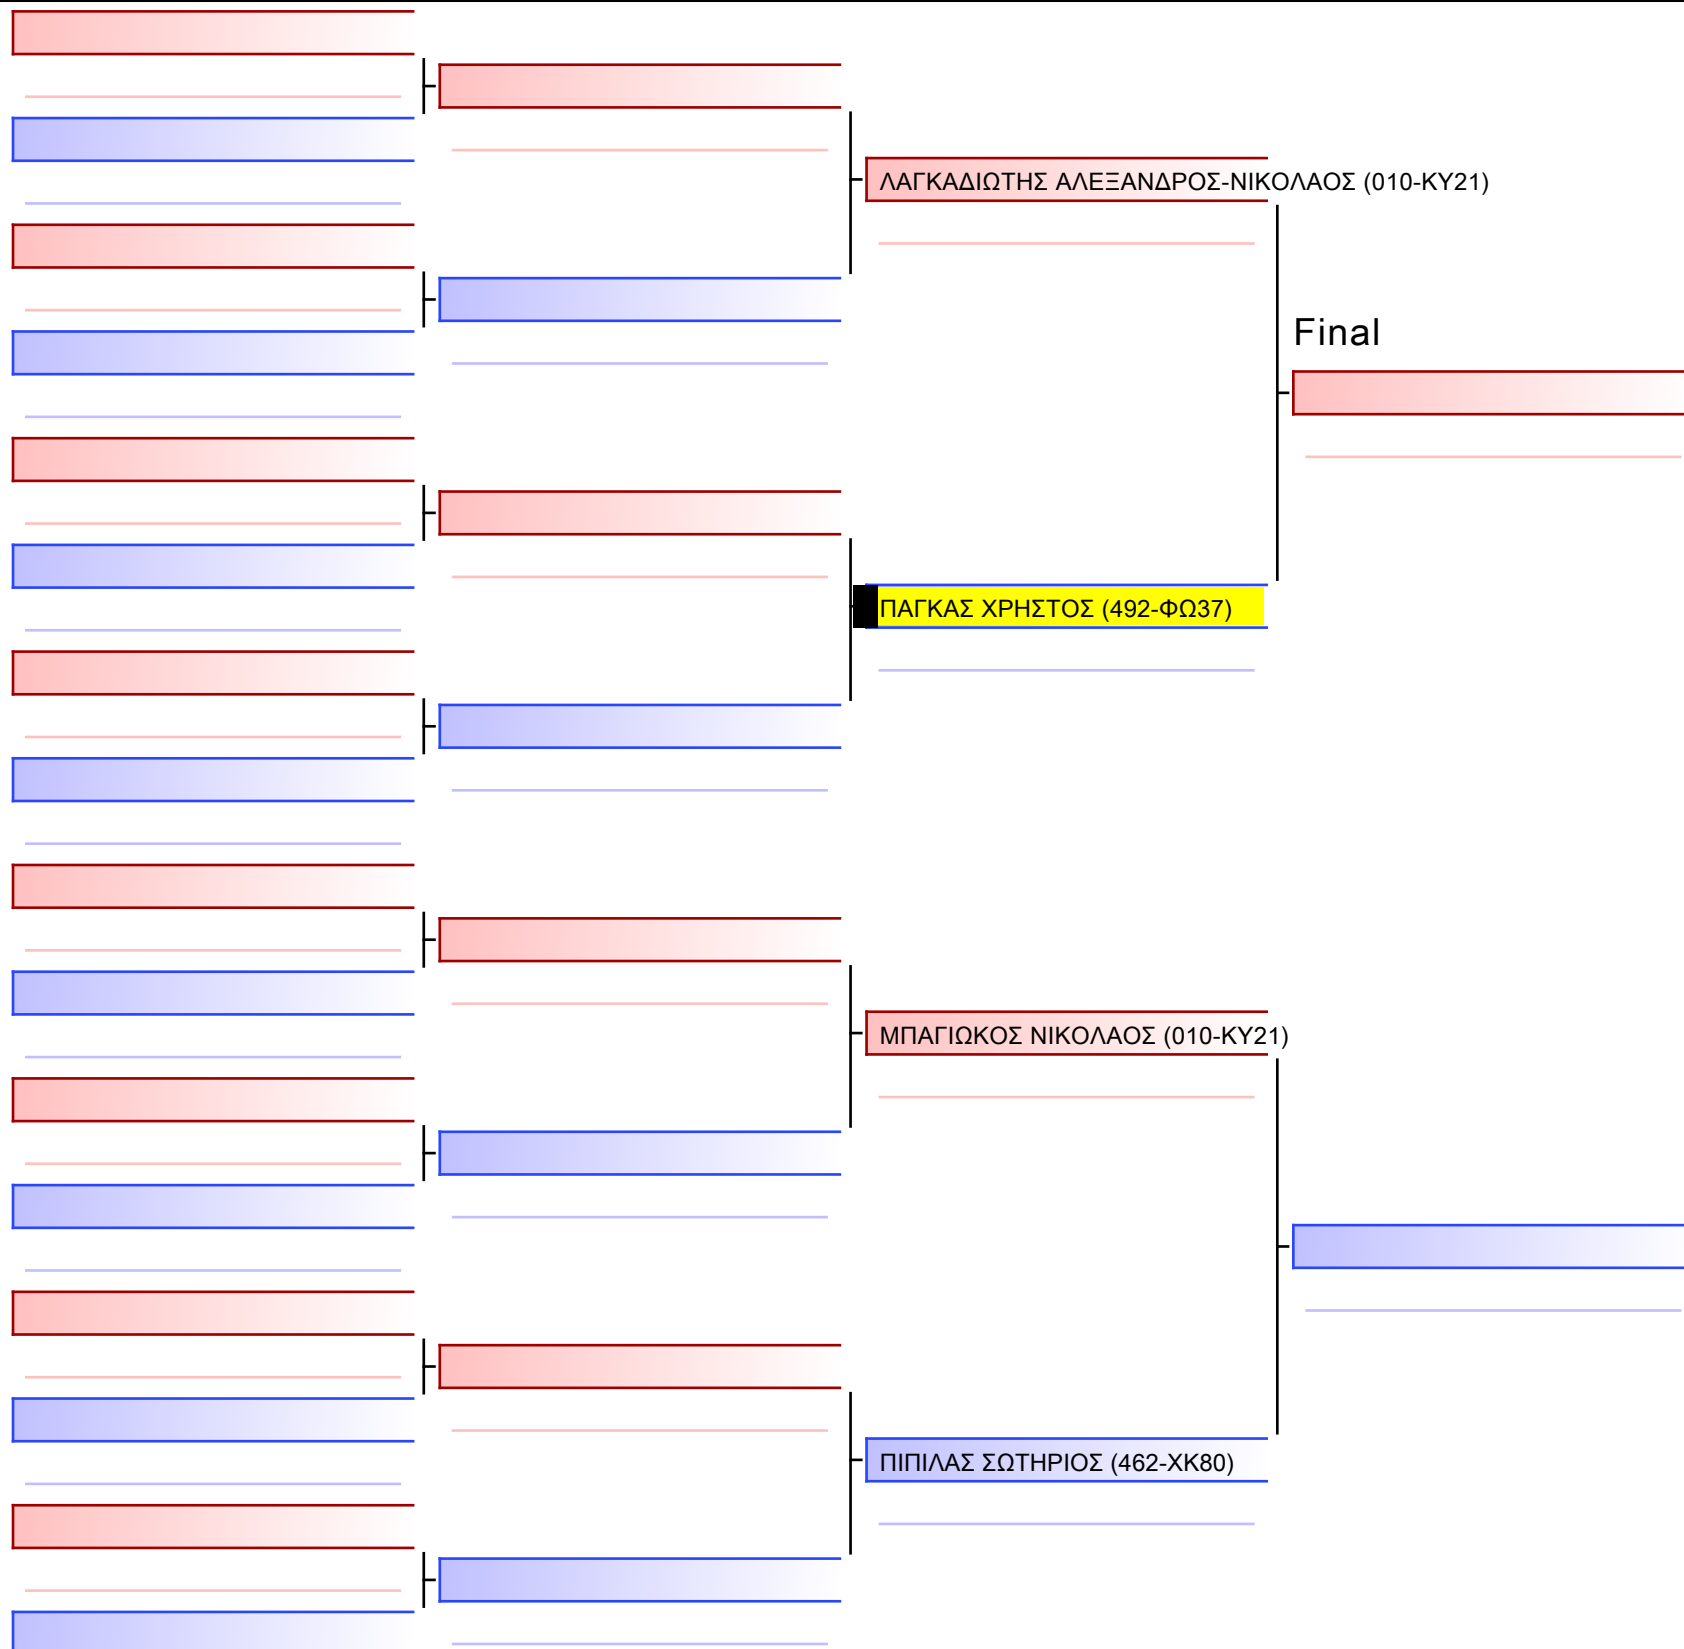 ΛΑΓΚΑΔΙΩΤΗΣ ΑΛΕΞΑΝΔΡΟΣ-ΝΙΚΟΛΑΟΣ (010-ΚΥ21)
Final
ΠΑΓΚΑΣ ΧΡΗΣΤΟΣ (492-ΦΩ37)
ΜΠΑΓΙΩΚΟΣ ΝΙΚΟΛΑΟΣ (010-ΚΥ21)
ΠΙΠΙΛΑΣ ΣΩΤΗΡΙΟΣ (462-ΧΚ80)